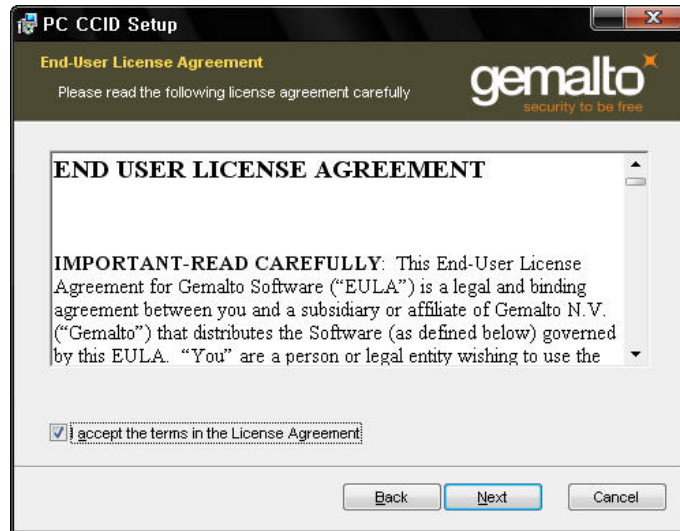 PC CCID Setup
End-User License Agreement
Please read the following license agreement carefully
gemalto
security to be free
END USER LICENSE AGREEMENT
IMPORTANT-READ CAREFULLY: This End-User License
Agreement for Gemalto Software (“EULA”) is a legal and binding
agreement between you and a subsidiary or affiliate of Gemalto N.V.
(“Gemalto”) that distributes the Software (as defined below) governed
by this EULA. “You” are a person or legal entity wishing to use the
I accept the terms in the License Agreement
Back Next Cancel